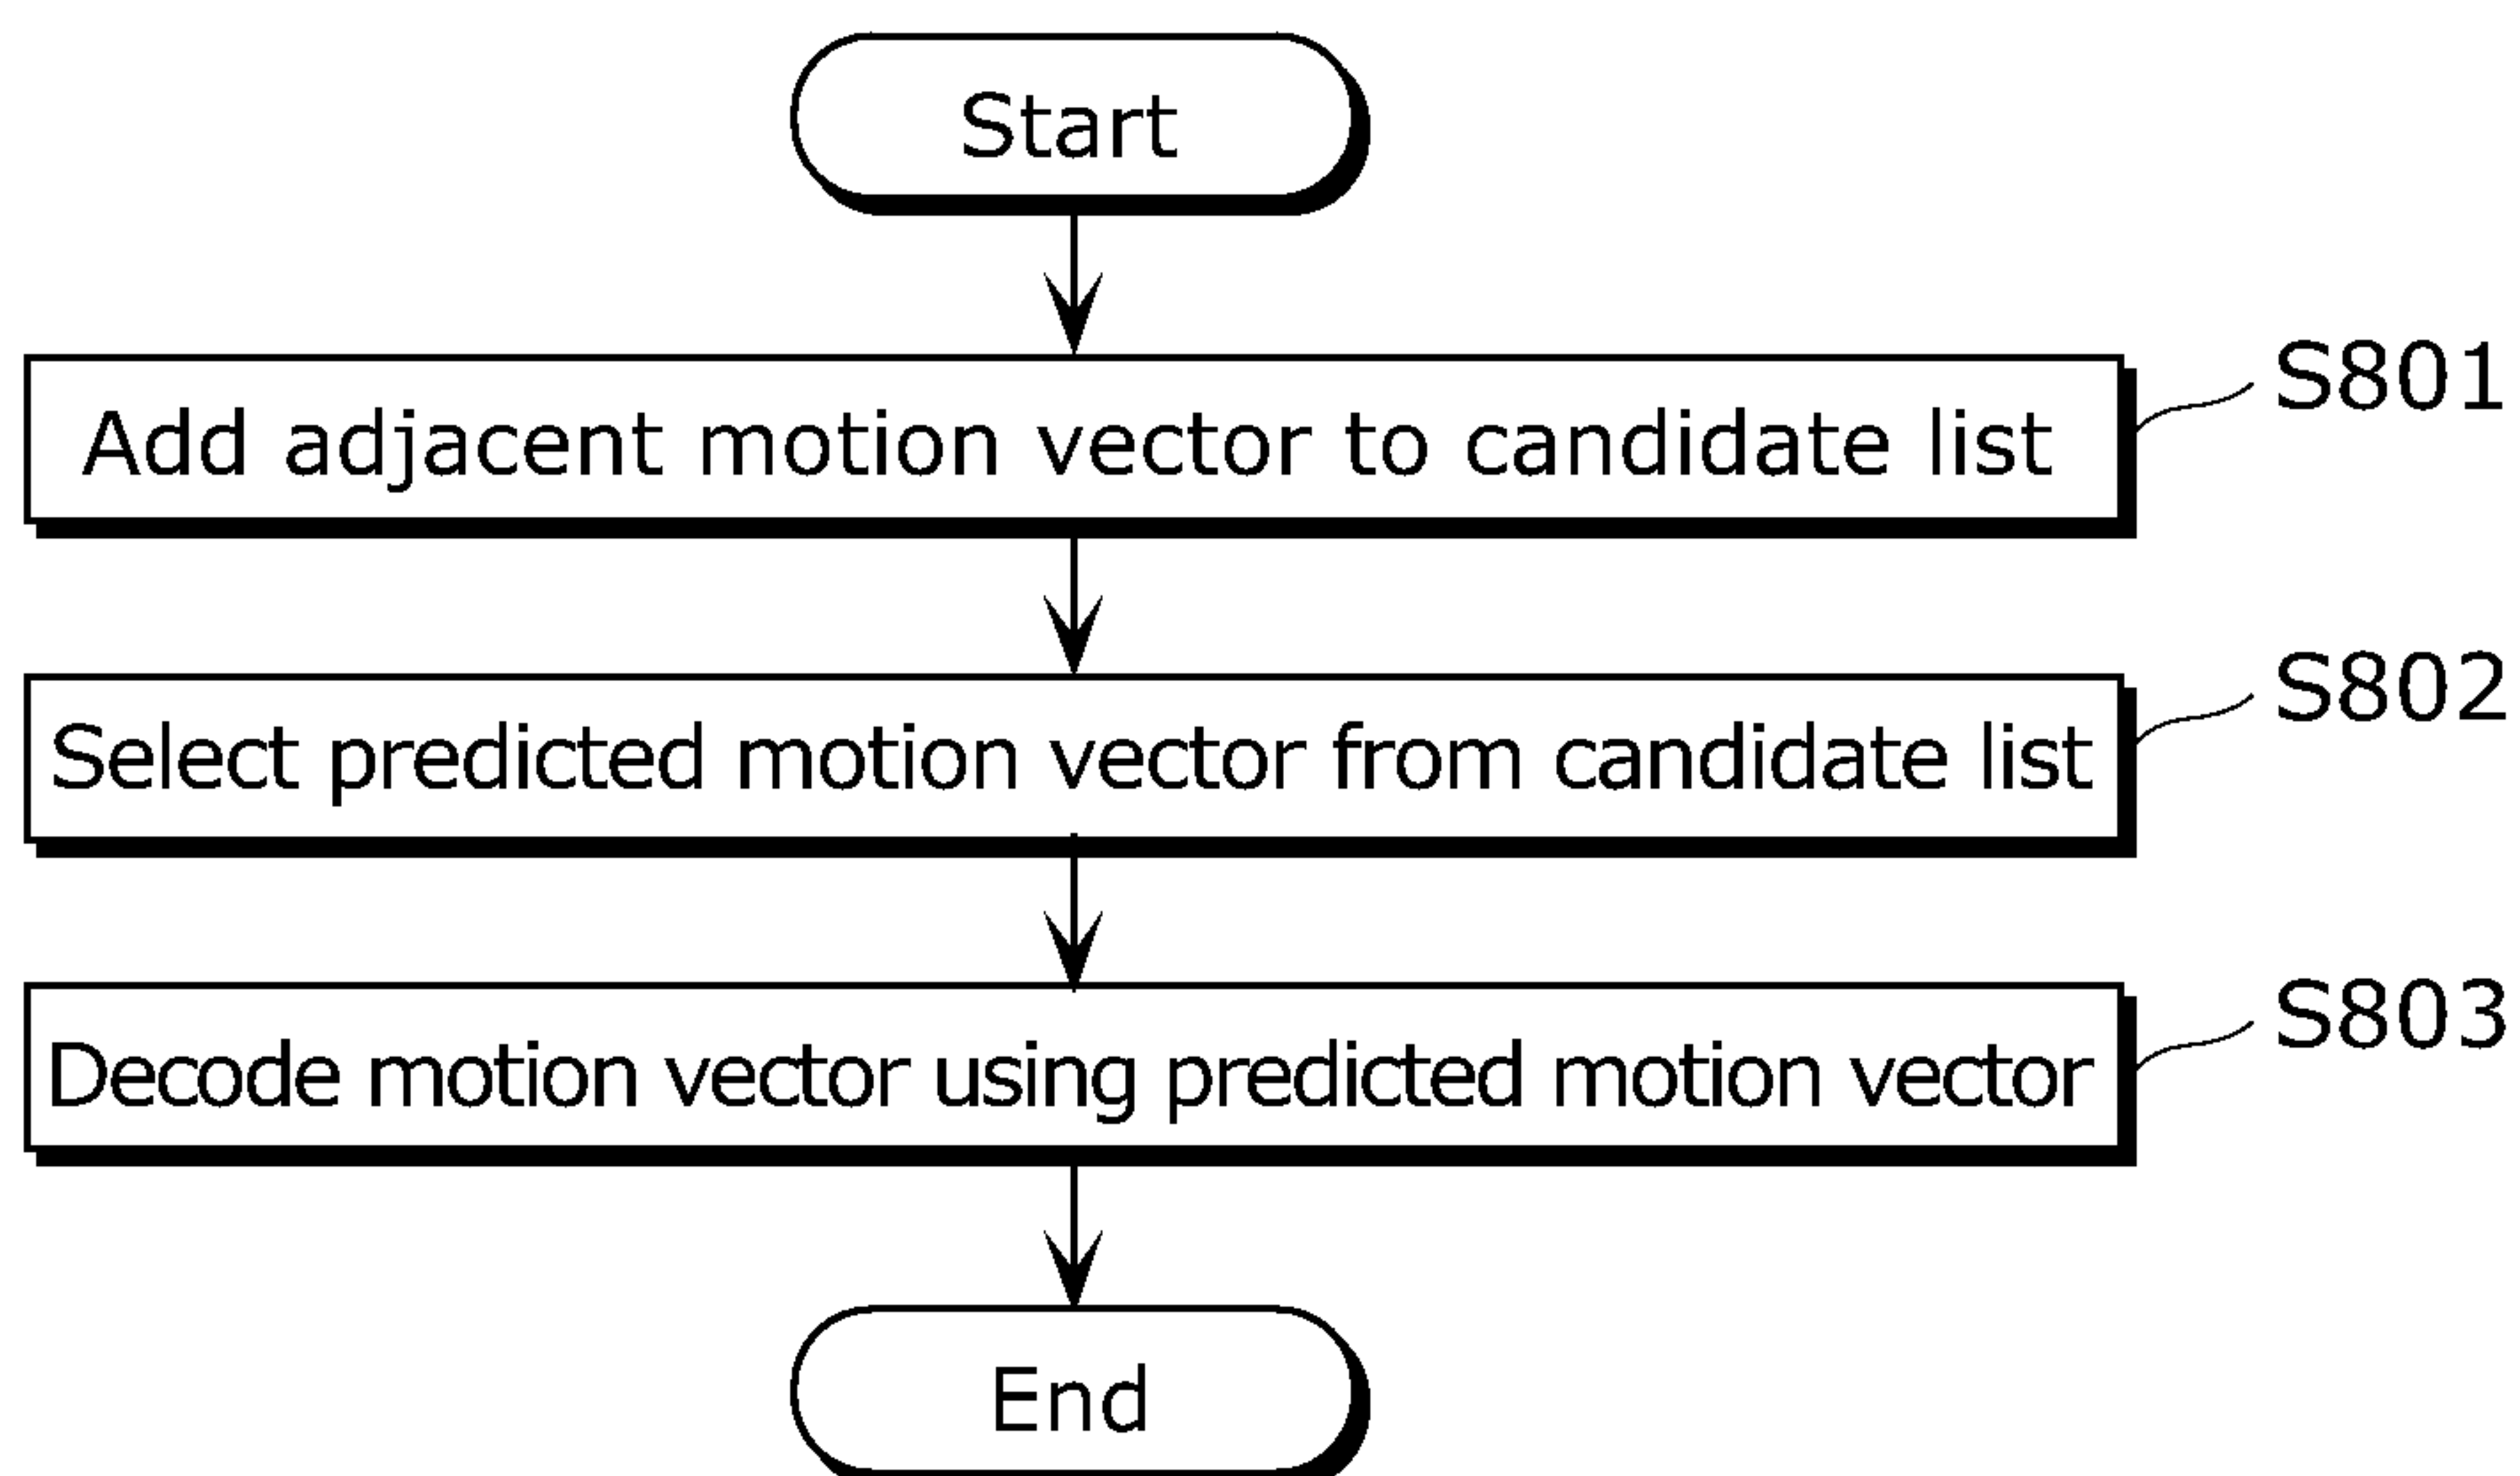 Start
Add adjacent motion vector to candidate list
S801
Select predicted motion vector from candidate list
S802
Decode motion vector using predicted motion vector
S803
End